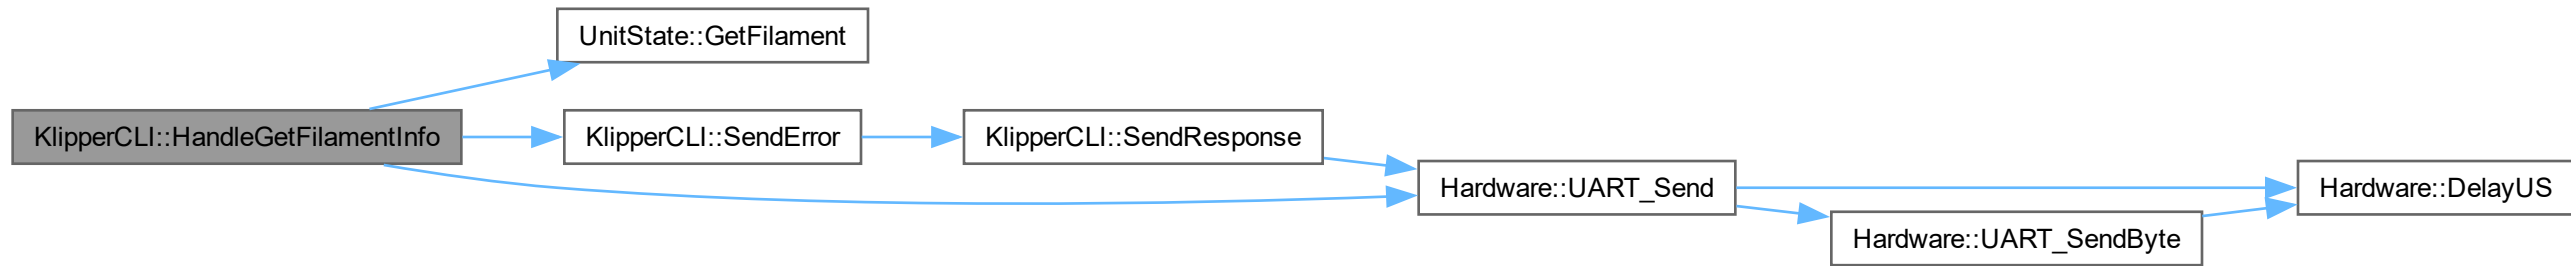 UnitState::GetFilament
KlipperCLI::HandleGetFilamentInfo
KlipperCLI::SendError
KlipperCLI::SendResponse
Hardware::UART_Send
Hardware::DelayUS
Hardware::UART_SendByte